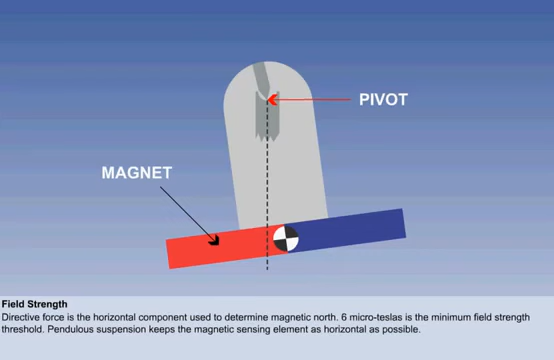 PIVOT
MAGNET
Field Strength
Directive force is the horizontal component used to determine magnetic north. 6 micro-teslas is the minimum field strength
threshold. Pendulous suspension keeps the magnetic sensing element as horizontal as possible.